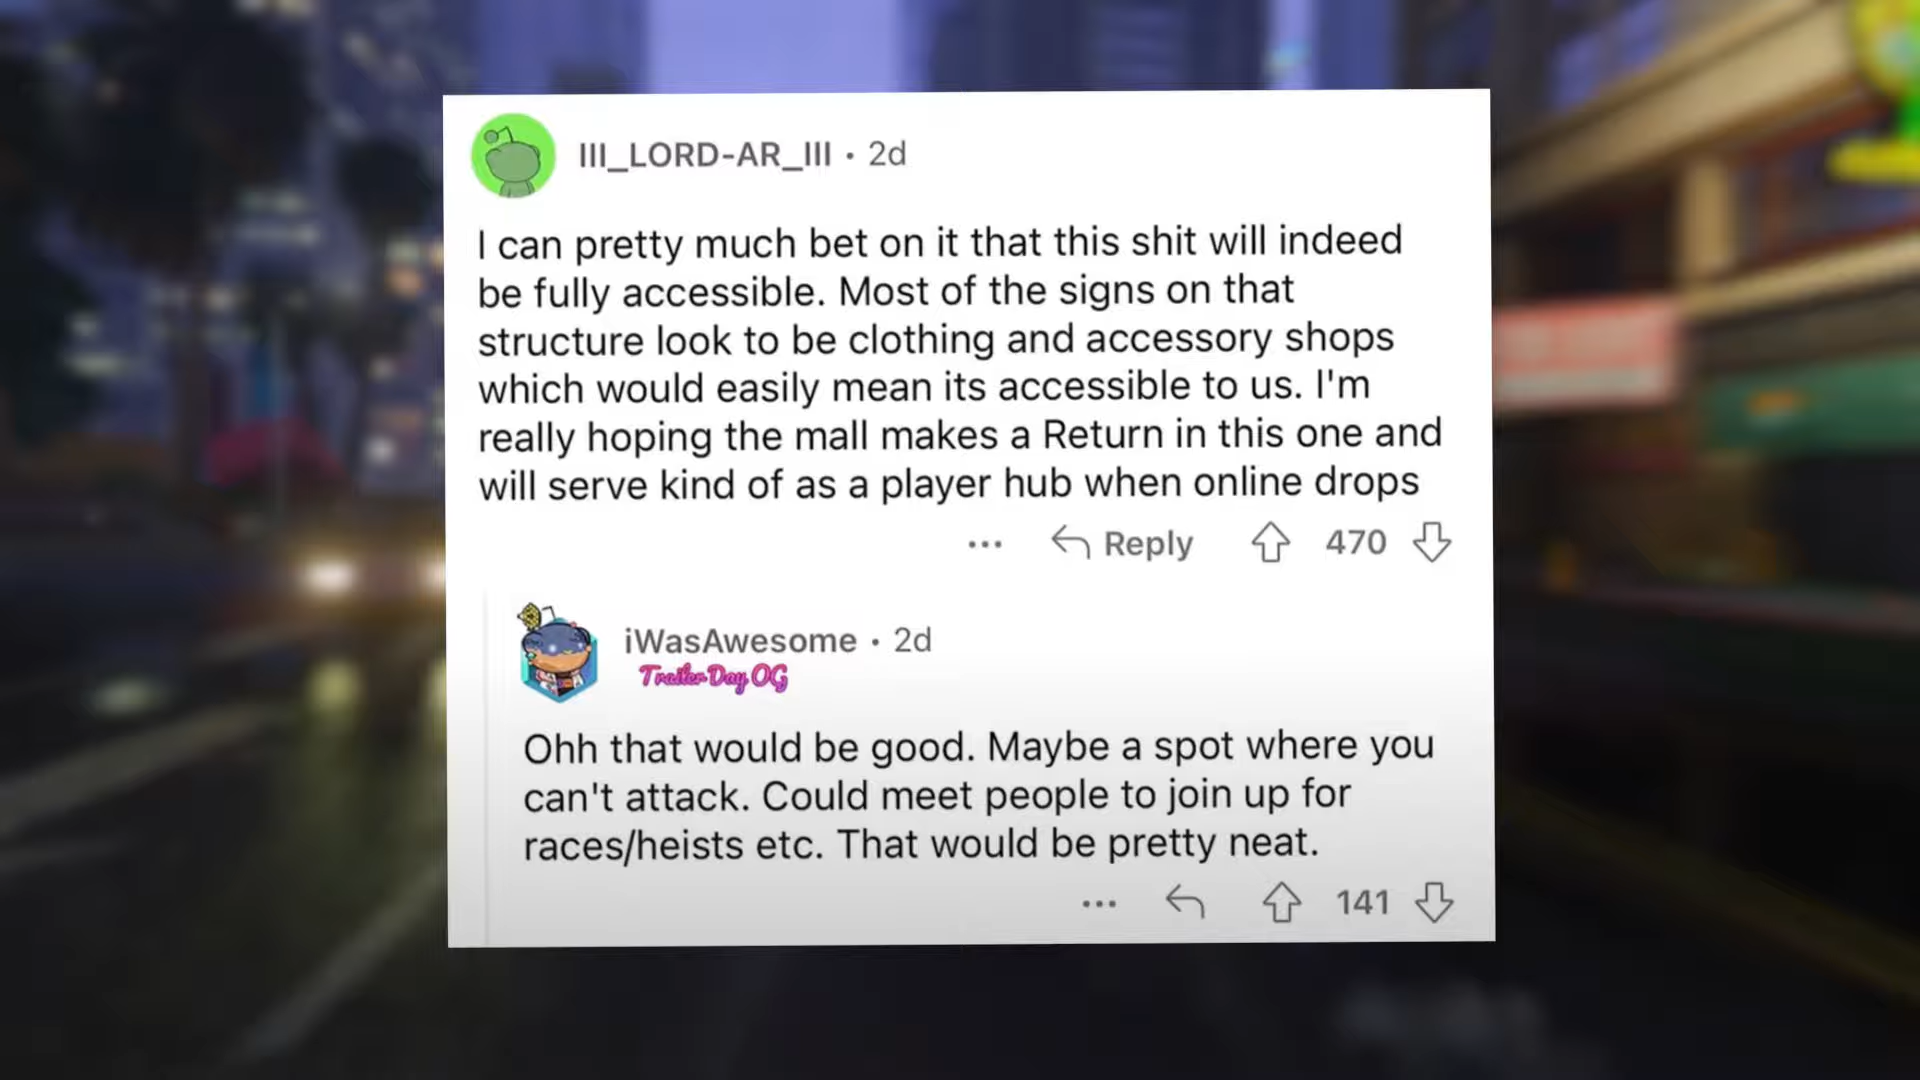 III_LORD-AR_III · 2d
I can pretty much bet on it that this shit will indeed
be fully accessible. Most of the signs on that
structure look to be clothing and accessory shops
which would easily mean its accessible to us. I'm
really hoping the mall makes a Return in this one and
will serve kind of as a player hub when online drops
... Reply 470
iWasAwesome · 2d
Trailer Day OG
Ohh that would be good. Maybe a spot where you
can't attack. Could meet people to join up for
races/heists etc. That would be pretty neat.
... 141